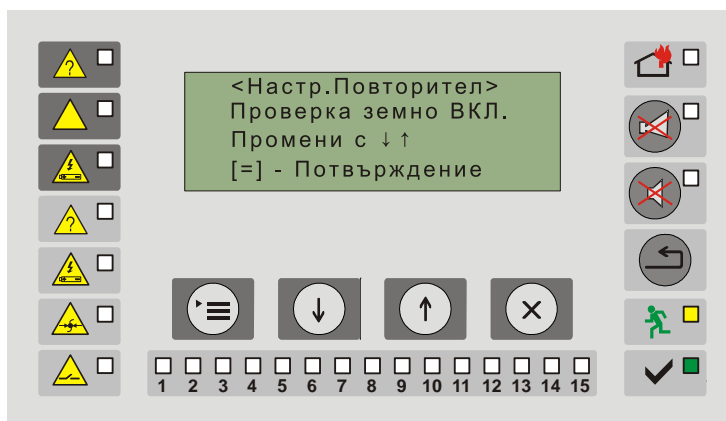 <Настр.Повторител>
Проверка земно ВКЛ.
Промени с ↓↑
[=] - Потвърждение
?
?
1 2 3 4 5 6 7 8 9 10 11 12 13 14 15